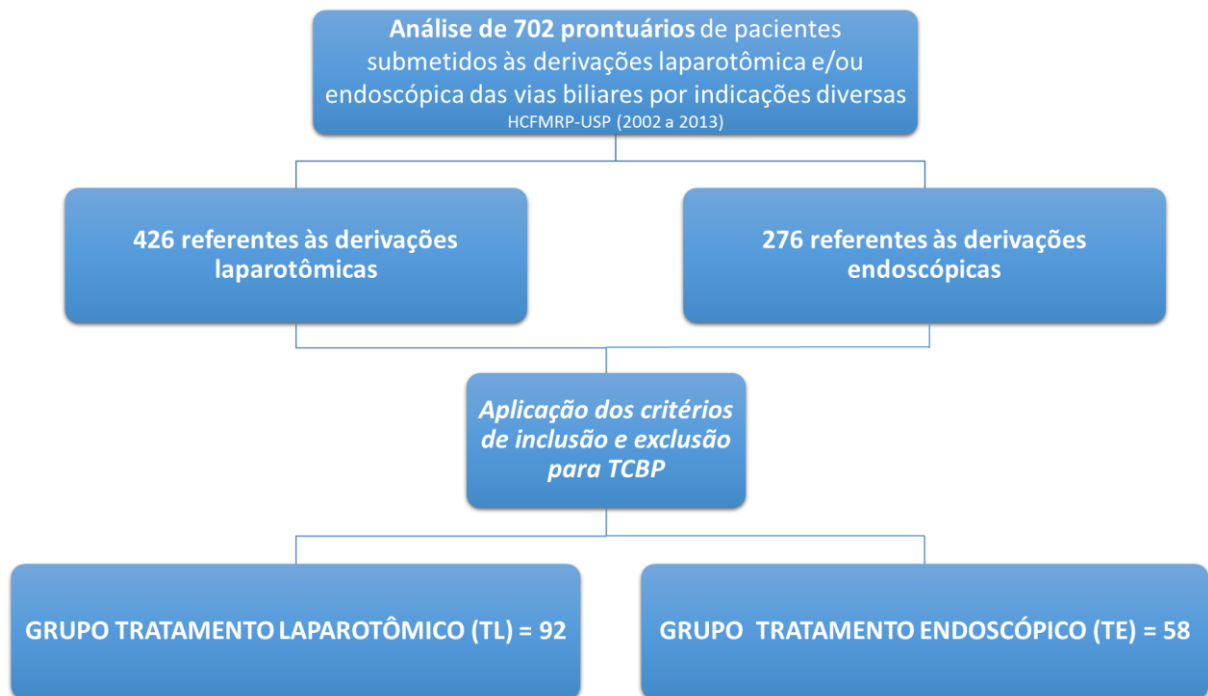 Análise de 702 prontuários de pacientes
submetidos às derivações laparotômica e/ou
endoscópica das vias biliares por indicações diversas
HCFMRP-USP (2002 a 2013)
426 referentes às derivações
laparotômicas
276 referentes às derivações
endoscópicas
Aplicação dos critérios
de inclusão e exclusão
para TCBP
GRUPO TRATAMENTO LAPAROTÔMICO (TL) = 92
GRUPO TRATAMENTO ENDOSCÓPICO (TE) = 58